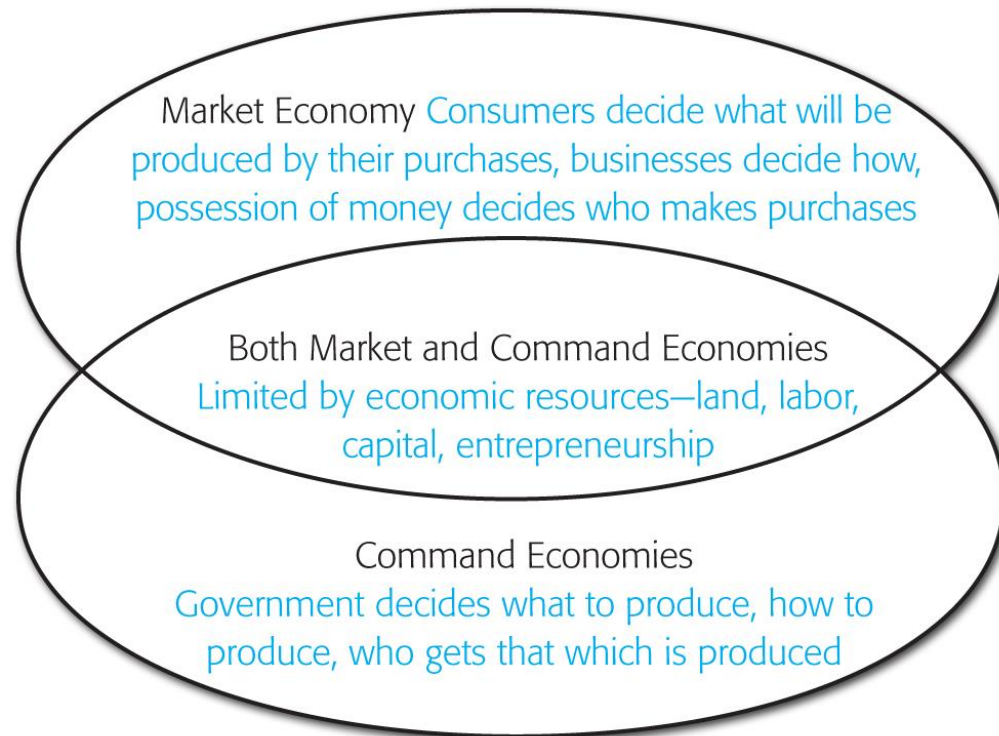 Market Economy Consumers decide what will be
produced by their purchases, businesses decide how,
possession of money decides who makes purchases
Both Market and Command Economies
Limited by economic resources—land, labor,
capital, entrepreneurship
Command Economies
Government decides what to produce, how to
produce, who gets that which is produced